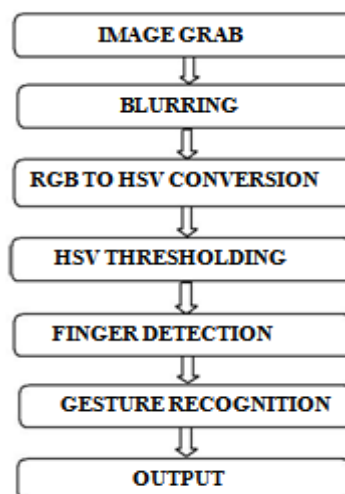 IMAGE GRAB
BLURRING
RGB TO HSV CONVERSION
HSV THRESHOLDING
FINGER DETECTION
GESTURE RECOGNITION
OUTPUT